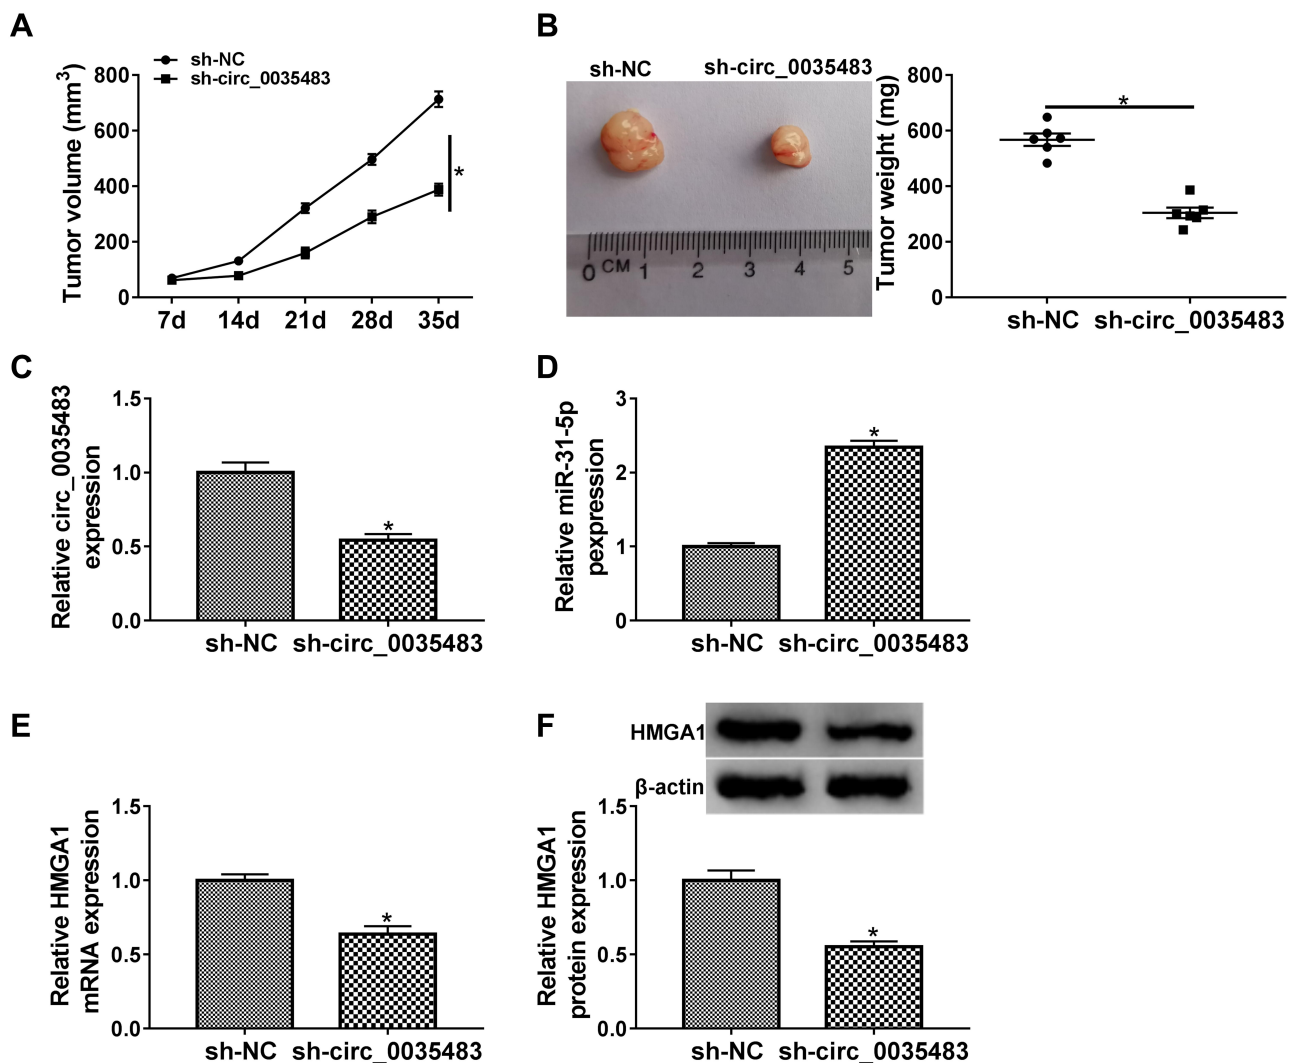 A
sh-NC
sh-circ_0035483
Tumor volume (mm3)
800
600
400
200
0
7d 14d 21d 28d 35d
*
B
sh-NC sh-circ_0035483
0 CM 1 2 3 4 5
Tumor weight (mg)
800
600
400
200
0
*
sh-NC sh-circ_0035483
C
Relative circ_0035483
expression
1.5
1.0
0.5
0.0
*
sh-NC sh-circ_0035483
D
Relative miR-31-5p
pexpression
3
2
1
0
*
sh-NC sh-circ_0035483
E
Relative HMGA1
mRNA expression
1.5
1.0
0.5
0.0
*
sh-NC sh-circ_0035483
F
HMGA1
β-actin
Relative HMGA1
protein expression
1.5
1.0
0.5
0.0
*
sh-NC sh-circ_0035483